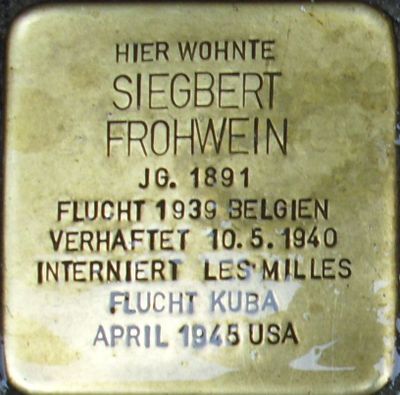 HIER WOHNTE
SIEGBERT
FROHWEIN
JG. 1891
FLUCHT 1939 BELGIEN
VERHAFTET 10.5.1940
INTERNIERT LES MILLES
FLUCHT KUBA
APRIL 1945 USA